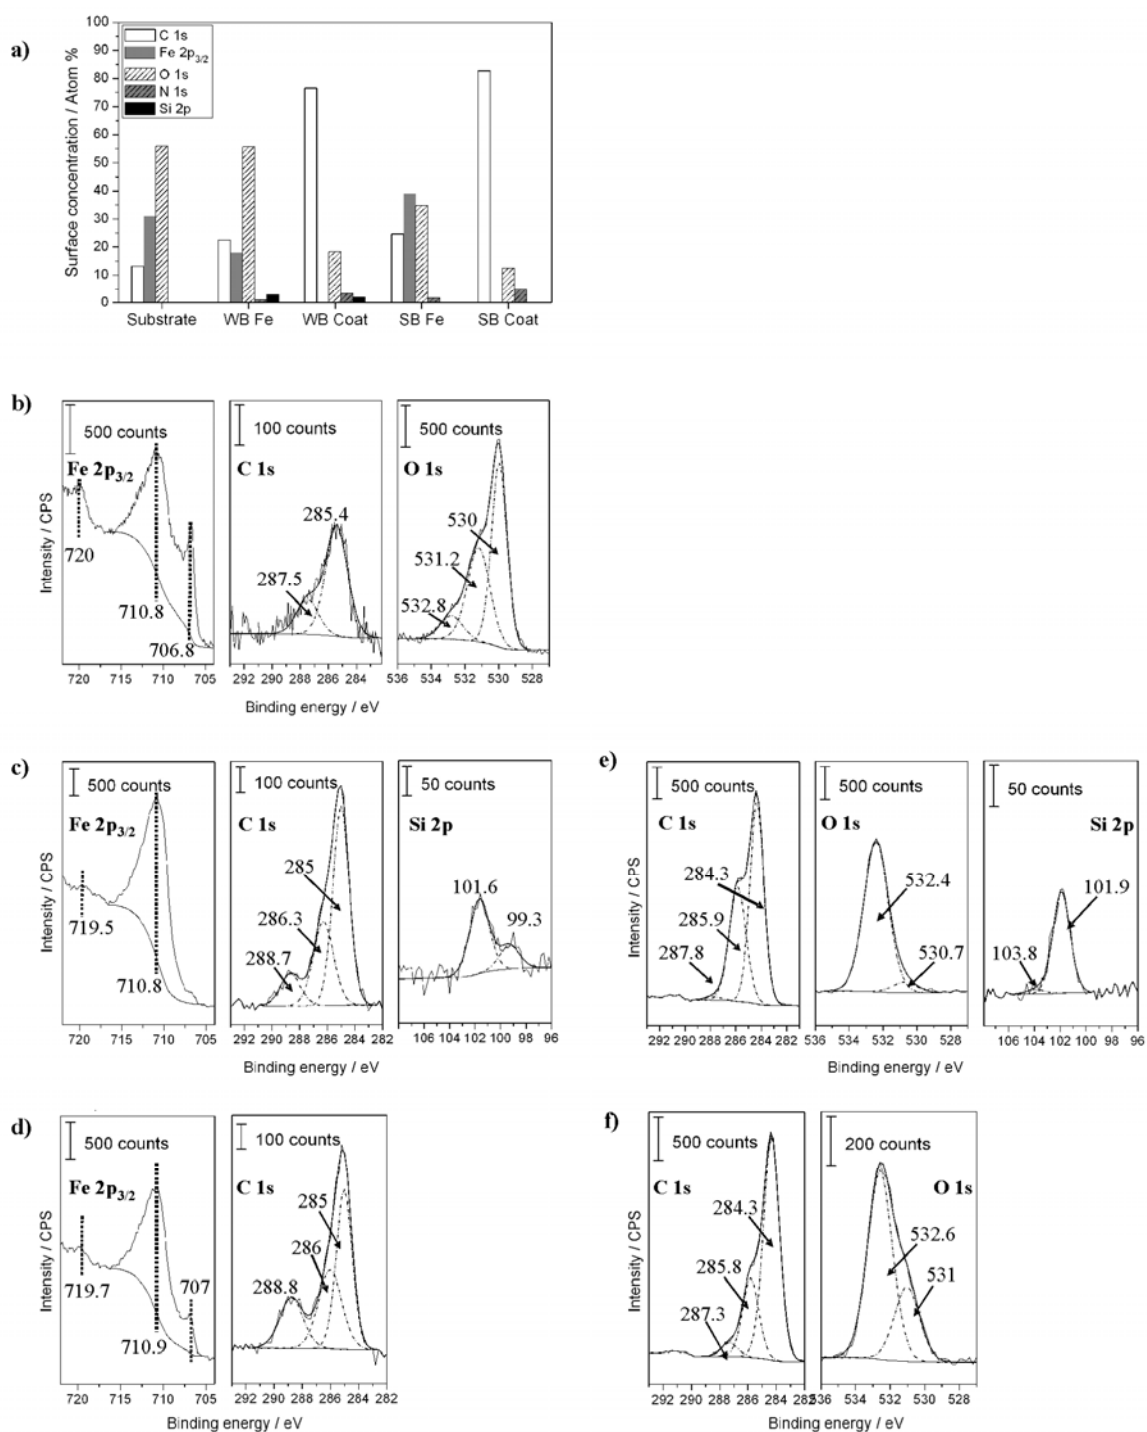 a)
Surface concentration / Atom %
100
90
80
70
60
50
40
30
20
10
0
C 1s
Fe 2p3/2
O 1s
N 1s
Si 2p
Substrate WB Fe WB Coat SB Fe SB Coat
b)
Intensity / CPS
500 counts
Fe 2p3/2
720
710.8
706.8
720 715 710 705
100 counts
C 1s
285.4
287.5
292 290 288 286 284
500 counts
O 1s
530
531.2
532.8
536 534 532 530 528
Binding energy / eV
c)
Intensity / CPS
500 counts
Fe 2p3/2
719.5
710.8
720 715 710 705
100 counts
C 1s
285
286.3
288.7
292 290 288 286 284 282
Si 2p
50 counts
101.6
99.3
106 104 102 100 98 96
Binding energy / eV
e)
Intensity / CPS
500 counts
C 1s
284.3
285.9
287.8
292 290 288 286 284 282
500 counts
O 1s
532.4
530.7
536 534 532 530 528
50 counts
Si 2p
101.9
103.8
106 104 102 100 98 96
Binding energy / eV
d)
Intensity / CPS
500 counts
Fe 2p3/2
719.7
707
710.9
720 715 710 705
100 counts
C 1s
285
286
288.8
292 290 288 286 284 282
Binding energy / eV
f)
Intensity / CPS
500 counts
C 1s
284.3
285.8
287.3
292 290 288 286 284 282
200 counts
O 1s
532.6
531
536 534 532 530 528
Binding energy / eV